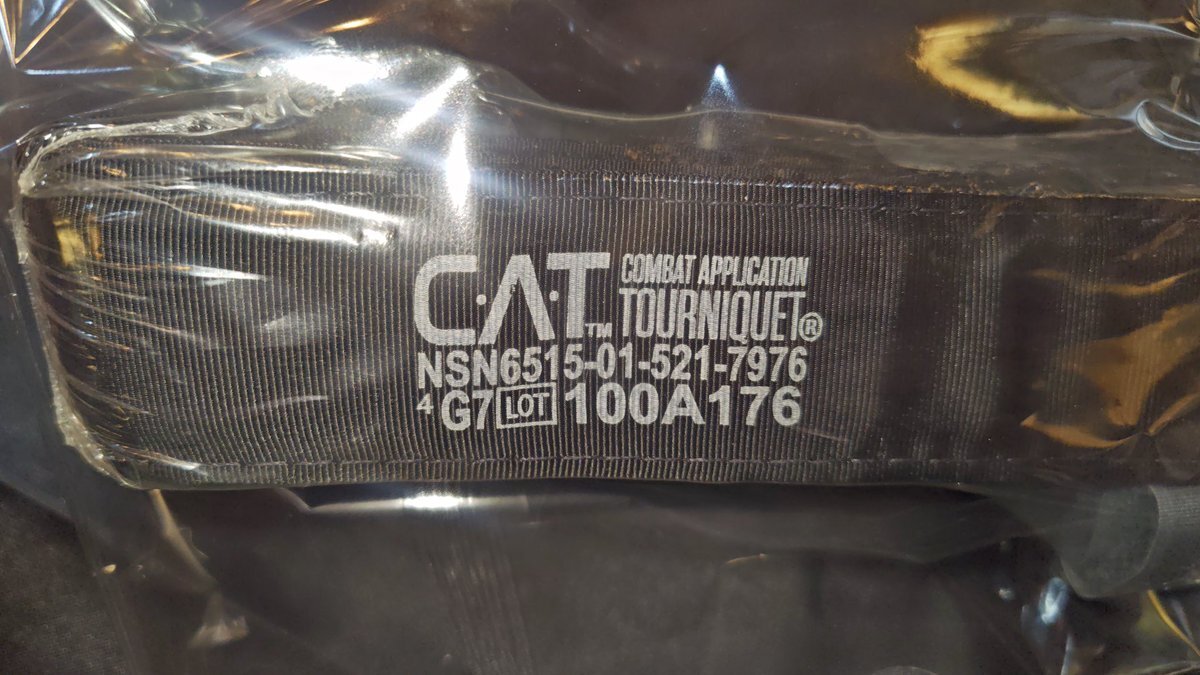 C·A·T™ COMBAT APPLICATION
TOURNIQUET®
NSN6515-01-521-7976
4 G7 LOT 100A176